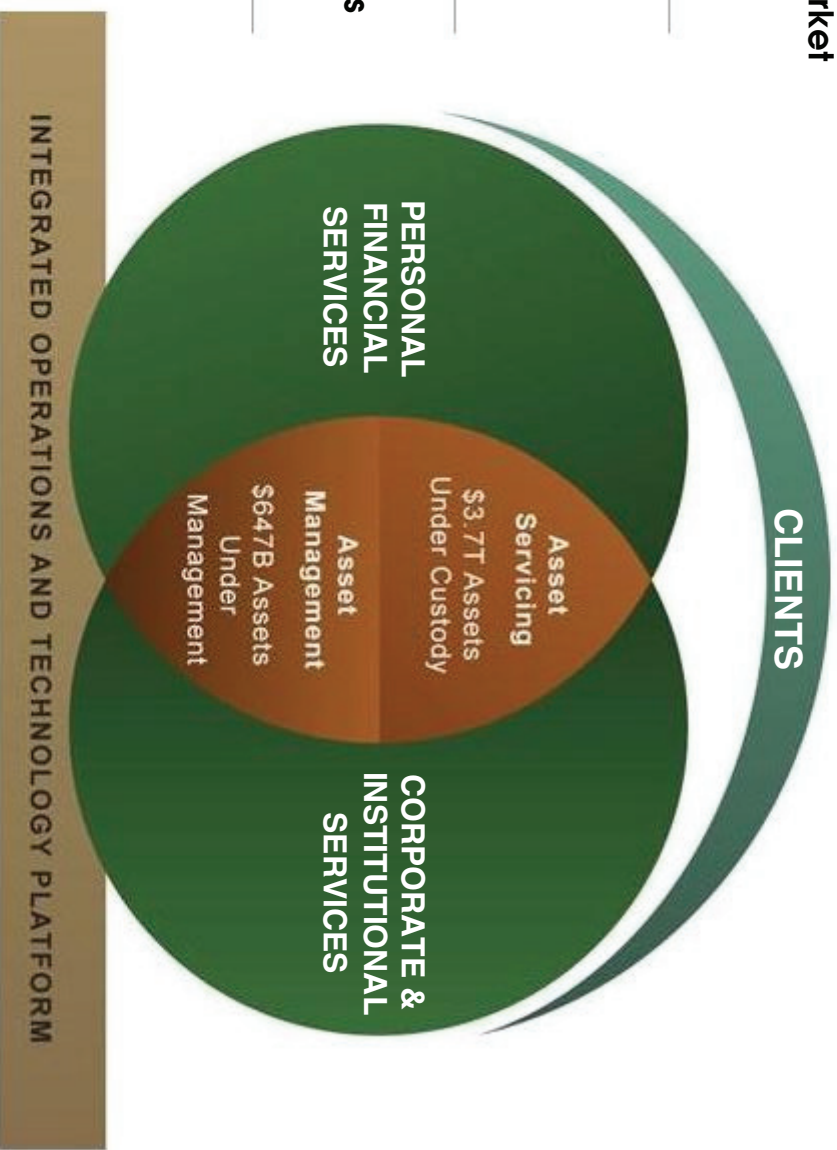 rket
s
CLIENTS
PERSONAL
FINANCIAL
SERVICES
Asset
Servicing
$3.7T Assets
Under Custody
Asset
Management
$647B Assets
Under
Management
CORPORATE &
INSTITUTIONAL
SERVICES
INTEGRATED OPERATIONS AND TECHNOLOGY PLATFORM